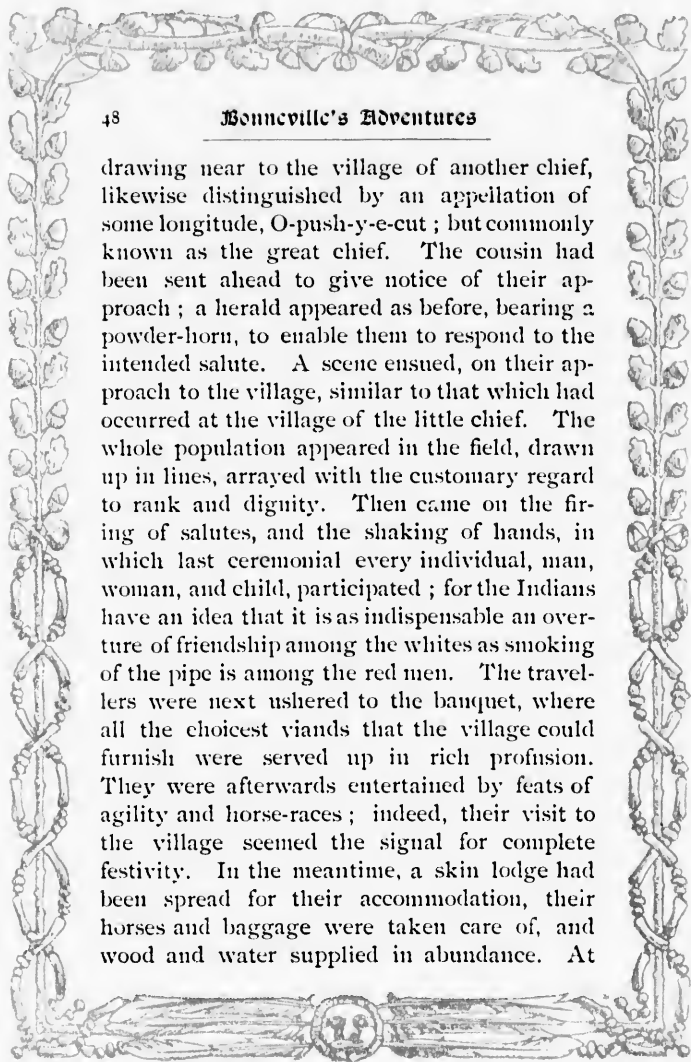 48 Bonneville's Adventures
drawing near to the village of another chief,
likewise distinguished by an appellation of
some longitude, O-push-y-e-cut ; but commonly
known as the great chief. The cousin had
been sent ahead to give notice of their ap-
proach ; a herald appeared as before, bearing a
powder-horn, to enable them to respond to the
intended salute. A scene ensued, on their ap-
proach to the village, similar to that which had
occurred at the village of the little chief. The
whole population appeared in the field, drawn
up in lines, arrayed with the customary regard
to rank and dignity. Then came on the fir-
ing of salutes, and the shaking of hands, in
which last ceremonial every individual, man,
woman, and child, participated ; for the Indians
have an idea that it is as indispensable an over-
ture of friendship among the whites as smoking
of the pipe is among the red men. The travel-
lers were next ushered to the banquet, where
all the choicest viands that the village could
furnish were served up in rich profusion.
They were afterwards entertained by feats of
agility and horse-races ; indeed, their visit to
the village seemed the signal for complete
festivity. In the meantime, a skin lodge had
been spread for their accommodation, their
horses and baggage were taken care of, and
wood and water supplied in abundance. At